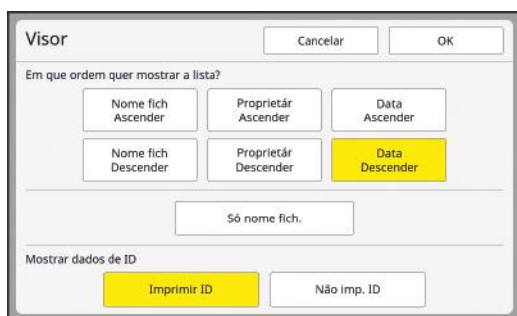 Visor Cancelar OK
Em que ordem quer mostrar a lista?
Nome fich Proprietár Data
Ascender Ascender Ascender
Nome fich Proprietár Data
Descender Descender Descender
Só nome fich.
Mostrar dados de ID
Imprimir ID Não imp. ID